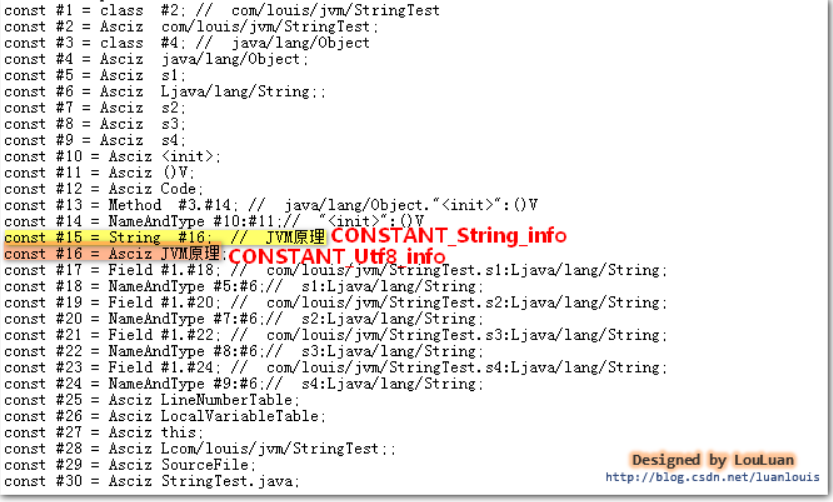 const #1 = class  #2; //  com/louis/jvm/StringTest
const #2 = Asciz  com/louis/jvm/StringTest;
const #3 = class  #4; //  java/lang/Object
const #4 = Asciz  java/lang/Object;
const #5 = Asciz  s1;
const #6 = Asciz  Ljava/lang/String;;
const #7 = Asciz  s2;
const #8 = Asciz  s3;
const #9 = Asciz  s4;
const #10 = Asciz <init>;
const #11 = Asciz ()V;
const #12 = Asciz Code;
const #13 = Method  #3.#14; //  java/lang/Object."<init>":()V
const #14 = NameAndType #10:#11;//  "<init>":()V
const #15 = String  #16;  //  JVM原理 CONSTANT_String_info
const #16 = Asciz JVM原理; CONSTANT_Utf8_info
const #17 = Field #1.#18; //  com/louis/jvm/StringTest.s1:Ljava/lang/String;
const #18 = NameAndType #5:#6;//  s1:Ljava/lang/String;
const #19 = Field #1.#20; //  com/louis/jvm/StringTest.s2:Ljava/lang/String;
const #20 = NameAndType #7:#6;//  s2:Ljava/lang/String;
const #21 = Field #1.#22; //  com/louis/jvm/StringTest.s3:Ljava/lang/String;
const #22 = NameAndType #8:#6;//  s3:Ljava/lang/String;
const #23 = Field #1.#24; //  com/louis/jvm/StringTest.s4:Ljava/lang/String;
const #24 = NameAndType #9:#6;//  s4:Ljava/lang/String;
const #25 = Asciz LineNumberTable;
const #26 = Asciz LocalVariableTable;
const #27 = Asciz this;
const #28 = Asciz Lcom/louis/jvm/StringTest;;
const #29 = Asciz SourceFile;
const #30 = Asciz StringTest.java;
Designed by LouLuan
http://blog.csdn.net/luanlouis